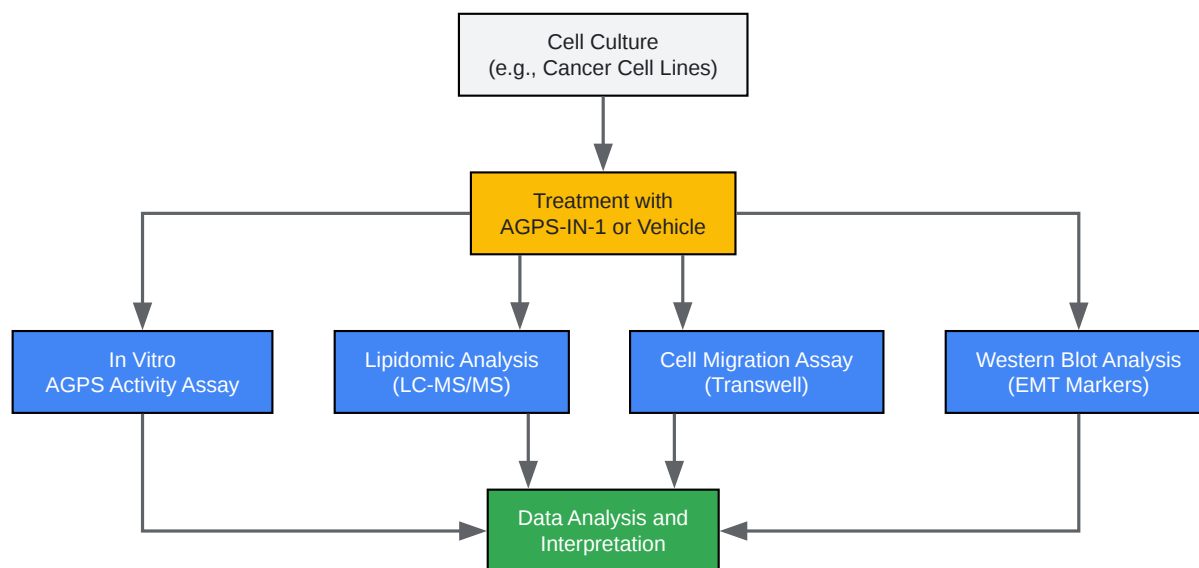 Cell Culture
(e.g., Cancer Cell Lines)
Treatment with
AGPS-IN-1 or Vehicle
In Vitro
AGPS Activity Assay
Lipidomic Analysis
(LC-MS/MS)
Cell Migration Assay
(Transwell)
Western Blot Analysis
(EMT Markers)
Data Analysis and
Interpretation